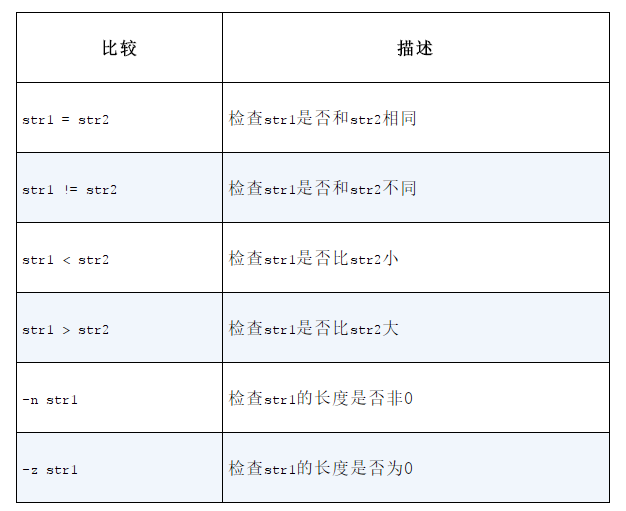 比较 描述
str1 = str2 检查str1是否和str2相同
str1 != str2 检查str1是否和str2不同
str1 < str2 检查str1是否比str2小
str1 > str2 检查str1是否比str2大
-n str1 检查str1的长度是否非0
-z str1 检查str1的长度是否为0